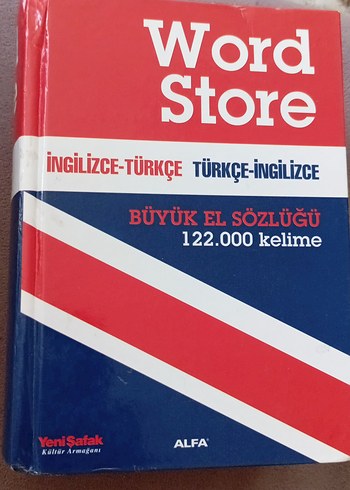 Word
Store
İNGİLİZCE-TÜRKÇE TÜRKÇE-İNGİLİZCE
BÜYÜK EL SÖZLÜĞÜ
122.000 kelime
YeniŞafak
Kültür Armağanı
ALFA